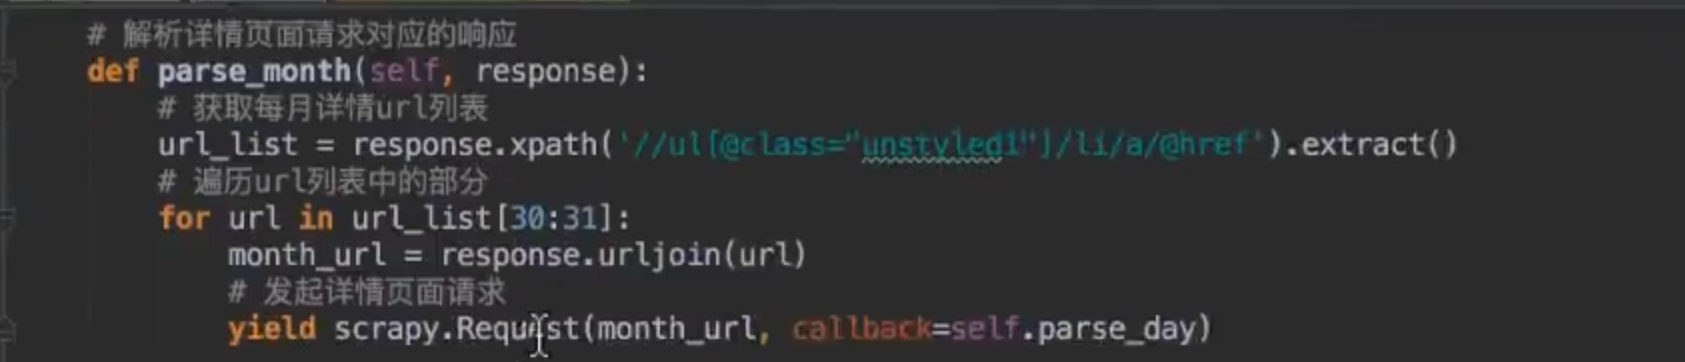 # 解析详情页面请求对应的响应
def parse_month(self, response):
# 获取每月详情url列表
url_list = response.xpath('//ul[@class="unstyled1"]/li/a/@href').extract()
# 遍历url列表中的部分
for url in url_list[30:31]:
month_url = response.urljoin(url)
# 发起详情页面请求
yield scrapy.Request(month_url, callback=self.parse_day)